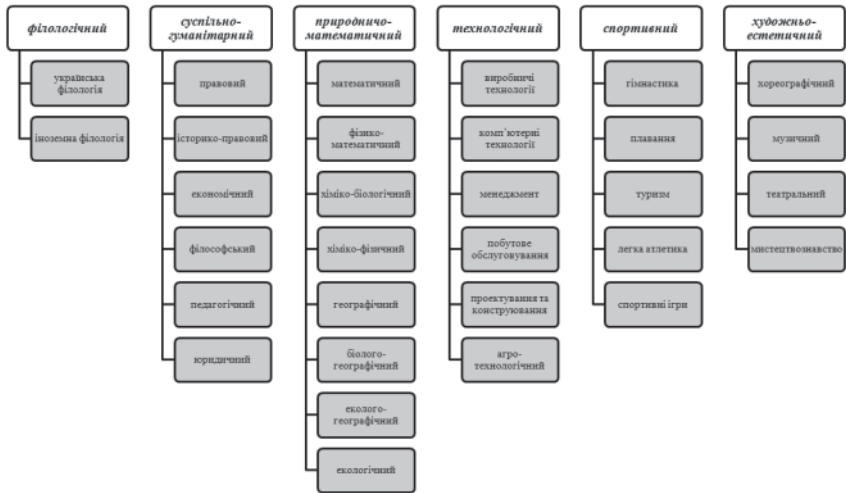 філологічний
українська
філологія
іноземна філологія
суспільно-
гуманітарний
правовий
історико-правовий
економічний
філософський
педагогічний
юридичний
природничо-
математичний
математичний
фізико-
математичний
хіміко-біологічний
хіміко-фізичний
географічний
біолого-
географічний
еколого-
географічний
екологічний
технологічний
виробничі
технології
комп'ютерні
технології
менеджмент
побутове
обслуговування
проектування та
конструювання
агро-
технологічний
спортивний
гімнастика
плавання
туризм
легка атлетика
спортивні ігри
художньо-
естетичний
хореографічний
музичний
театральний
мистецтвознавство